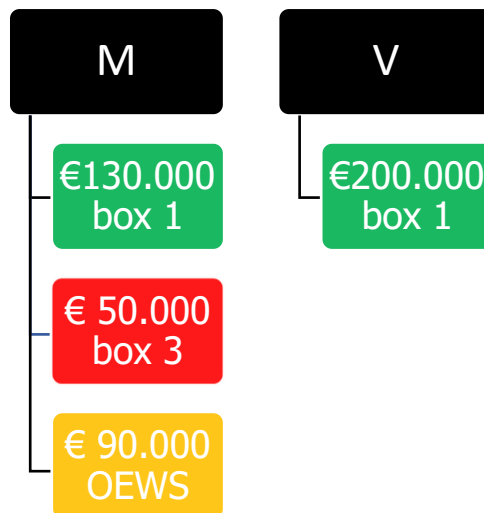 M
V
€130.000
box 1
€200.000
box 1
€ 50.000
box 3
€ 90.000
OEWS